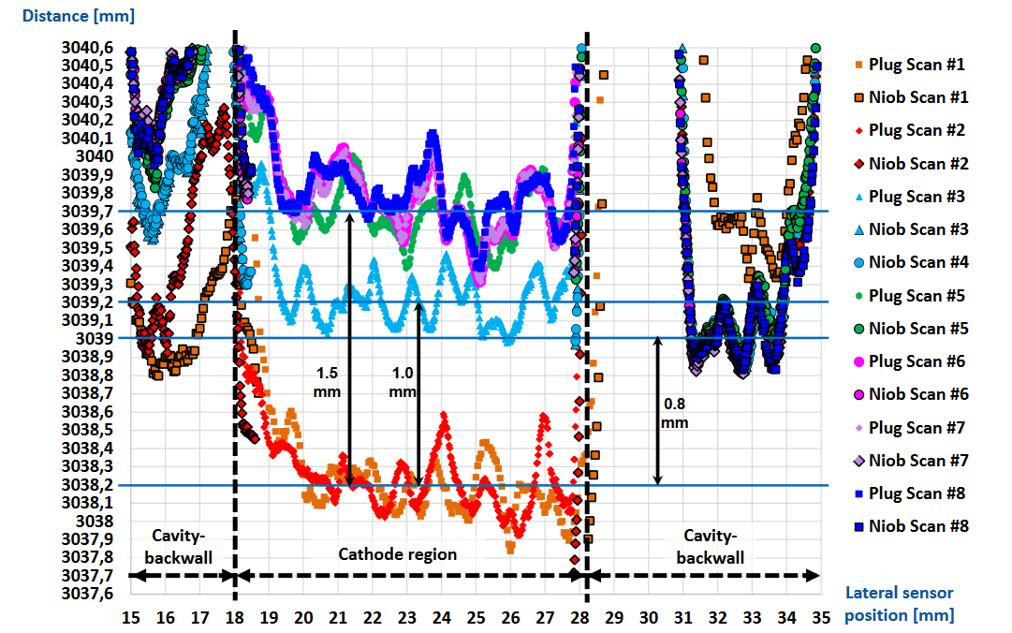 Distance [mm]
3040,6
3040,5
3040,4
3040,3
3040,2
3040,1
3040
3039,9
3039,8
3039,7
3039,6
3039,5
3039,4
3039,3
3039,2
3039,1
3039
3038,9
3038,8
3038,7
3038,6
3038,5
3038,4
3038,3
3038,2
3038,1
3038
3037,9
3037,8
3037,7
3037,6
1.5
mm
1.0
mm
0.8
mm
Cavity-
backwall
Cathode region
Cavity-
backwall
15 16 17 18 19 20 21 22 23 24 25 26 27 28 29 30 31 32 33 34 35
Lateral sensor
position [mm]
Plug Scan #1
Niob Scan #1
Plug Scan #2
Niob Scan #2
Plug Scan #3
Niob Scan #3
Niob Scan #4
Plug Scan #5
Niob Scan #5
Plug Scan #6
Niob Scan #6
Plug Scan #7
Niob Scan #7
Plug Scan #8
Niob Scan #8